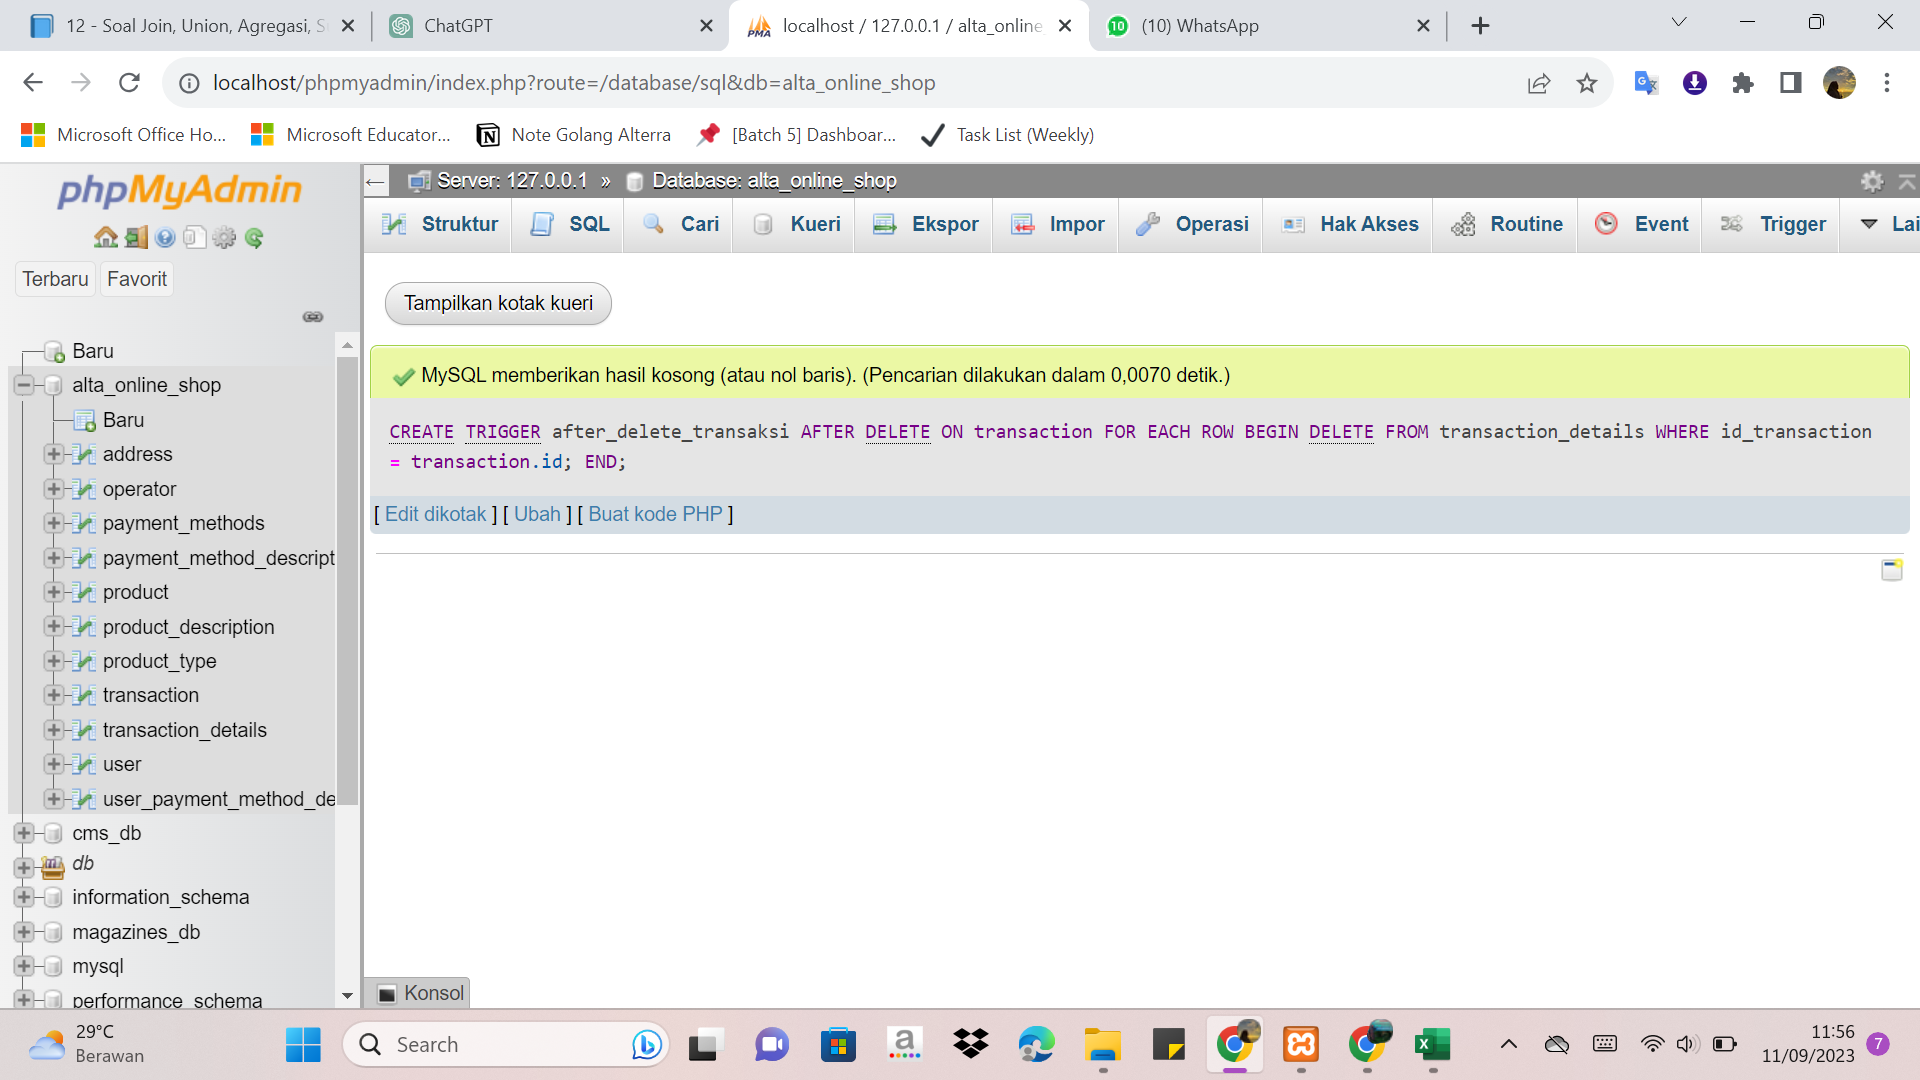 12 - Soal Join, Union, Agregasi, S
ChatGPT
localhost / 127.0.0.1 / alta_online
(10) WhatsApp
localhost/phpmyadmin/index.php?route=/database/sql&db=alta_online_shop
Microsoft Office Ho...
Microsoft Educator...
Note Golang Alterra
[Batch 5] Dashboar...
Task List (Weekly)
phpMyAdmin
Terbaru
Favorit
Baru
alta_online_shop
Baru
address
operator
payment_methods
payment_method_descript
product
product_description
product_type
transaction
transaction_details
user
user_payment_method_de
cms_db
db
information_schema
magazines_db
mysql
performance_schema
Server: 127.0.0.1 » Database: alta_online_shop
Struktur
SQL
Cari
Kueri
Ekspor
Impor
Operasi
Hak Akses
Routine
Event
Trigger
Lai
Tampilkan kotak kueri
MySQL memberikan hasil kosong (atau nol baris). (Pencarian dilakukan dalam 0,0070 detik.)
CREATE TRIGGER after_delete_transaksi AFTER DELETE ON transaction FOR EACH ROW BEGIN DELETE FROM transaction_details WHERE id_transaction
= transaction.id; END;
[ Edit dikotak ] [ Ubah ] [ Buat kode PHP ]
Konsol
29°C
Berawan
Search
11:56
11/09/2023
7